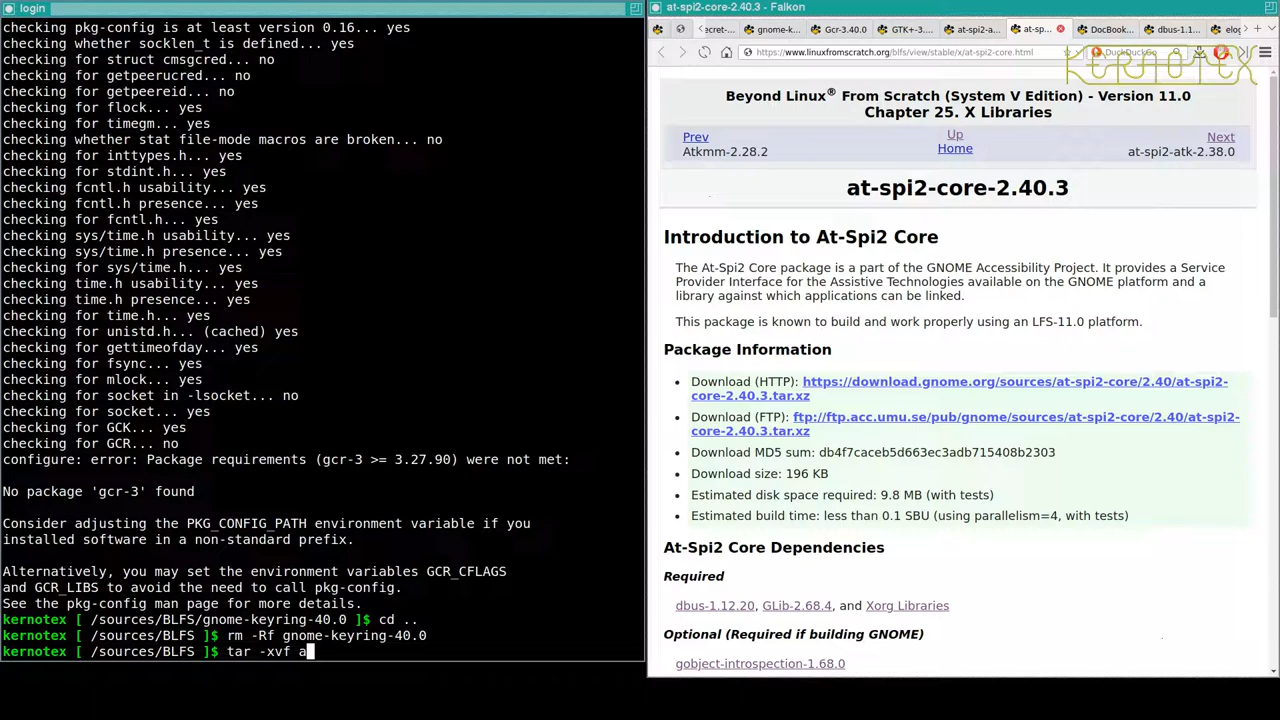 login
checking pkg-config is at least version 0.16... yes
checking whether socklen_t is defined... yes
checking for struct cmsgcred... no
checking for getpeerucred... no
checking for getpeereid... no
checking for flock... yes
checking for timegm... yes
checking whether stat file-mode macros are broken... no
checking for inttypes.h... yes
checking for stdint.h... yes
checking fcntl.h usability... yes
checking fcntl.h presence... yes
checking for fcntl.h... yes
checking sys/time.h usability... yes
checking sys/time.h presence... yes
checking for sys/time.h... yes
checking time.h usability... yes
checking time.h presence... yes
checking for time.h... yes
checking for unistd.h... (cached) yes
checking for gettimeofday... yes
checking for fsync... yes
checking for mlock... yes
checking for socket in -lsocket... no
checking for socket... yes
checking for GCK... yes
checking for GCR... no
configure: error: Package requirements (gcr-3 >= 3.27.90) were not met:
No package 'gcr-3' found
Consider adjusting the PKG_CONFIG_PATH environment variable if you
installed software in a non-standard prefix.
Alternatively, you may set the environment variables GCR_CFLAGS
and GCR_LIBS to avoid the need to call pkg-config.
See the pkg-config man page for more details.
kernotex [ /sources/BLFS/gnome-keyring-40.0 ]$ cd ..
kernotex [ /sources/BLFS ]$ rm -Rf gnome-keyring-40.0
kernotex [ /sources/BLFS ]$ tar -xvf a
at-spi2-core-2.40.3 - Falkon
ecret-... gnome-k... Gcr-3.40.0 GTK+-3.... at-spi2-a... at-sp... DocBook... dbus-1.1... elog
https://www.linuxfromscratch.org/blfs/view/stable/x/at-spi2-core.html DuckDuckGo
KERNOTEX
Beyond Linux® From Scratch (System V Edition) - Version 11.0
Chapter 25. X Libraries
Prev Up Next
Atkmm-2.28.2 Home at-spi2-atk-2.38.0
at-spi2-core-2.40.3
Introduction to At-Spi2 Core
The At-Spi2 Core package is a part of the GNOME Accessibility Project. It provides a Service
Provider Interface for the Assistive Technologies available on the GNOME platform and a
library against which applications can be linked.
This package is known to build and work properly using an LFS-11.0 platform.
Package Information
• Download (HTTP): https://download.gnome.org/sources/at-spi2-core/2.40/at-spi2-
core-2.40.3.tar.xz
• Download (FTP): ftp://ftp.acc.umu.se/pub/gnome/sources/at-spi2-core/2.40/at-spi2-
core-2.40.3.tar.xz
• Download MD5 sum: db4f7caceb5d663ec3adb715408b2303
• Download size: 196 KB
• Estimated disk space required: 9.8 MB (with tests)
• Estimated build time: less than 0.1 SBU (using parallelism=4, with tests)
At-Spi2 Core Dependencies
Required
dbus-1.12.20, GLib-2.68.4, and Xorg Libraries
Optional (Required if building GNOME)
gobject-introspection-1.68.0